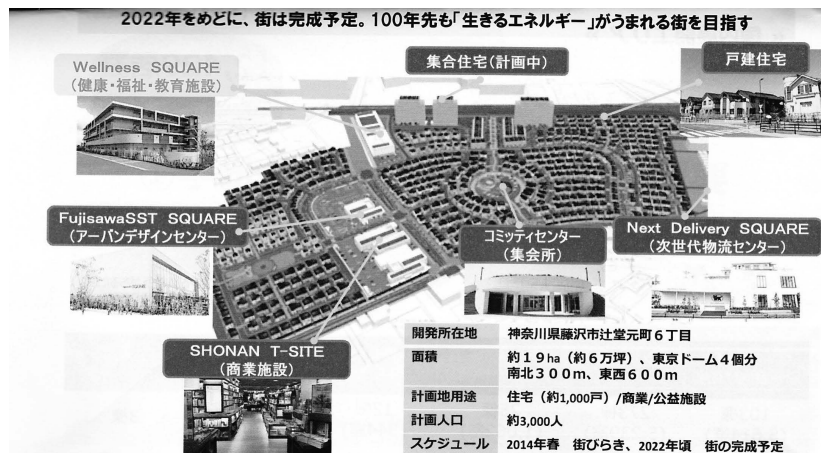 2022年をめどに、街は完成予定。100年先も「生きるエネルギー」がうまれる街を目指す
Wellness SQUARE
(健康・福祉・教育施設)
集合住宅(計画中)
戸建住宅
FujisawaSST SQUARE
(アーバンデザインセンター)
コミッティセンター
(集会所)
Next Delivery SQUARE
(次世代物流センター)
SHONAN T-SITE
(商業施設)
開発所在地 神奈川県藤沢市辻堂元町6丁目
面積 約19ha(約6万坪)、東京ドーム4個分
南北300m、東西600m
計画地用途 住宅(約1,000戸)/商業/公益施設
計画人口 約3,000人
スケジュール 2014年春 街びらき、2022年頃 街の完成予定